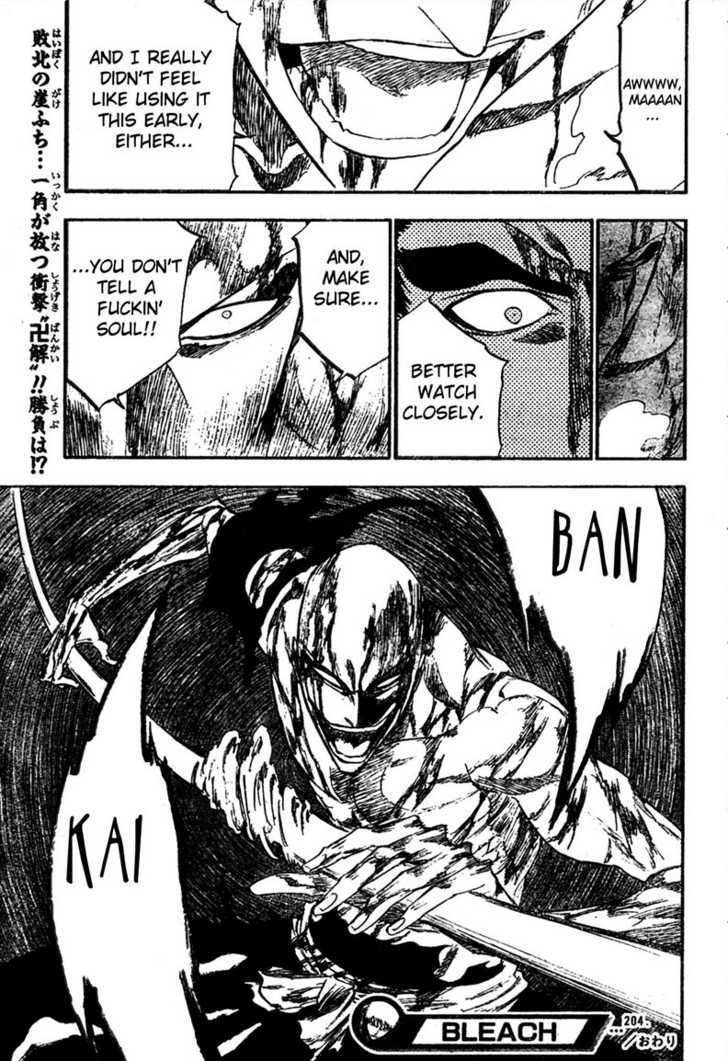 AWWWW,
MAAAAN
...
AND I REALLY
DIDN'T FEEL
LIKE USING IT
THIS EARLY,
EITHER...
BETTER
WATCH
CLOSELY.
AND,
MAKE
SURE...
...YOU DON'T
TELL A
FUCKIN'
SOUL!!
敗北の崖ふち…一角が放つ衝撃〝卍解〟!!勝負は!?
はいぼく がけ いっかく はな しょうげき ばんかい しょうぶ
BAN
KAI
BLEACH
204.
.../おわり